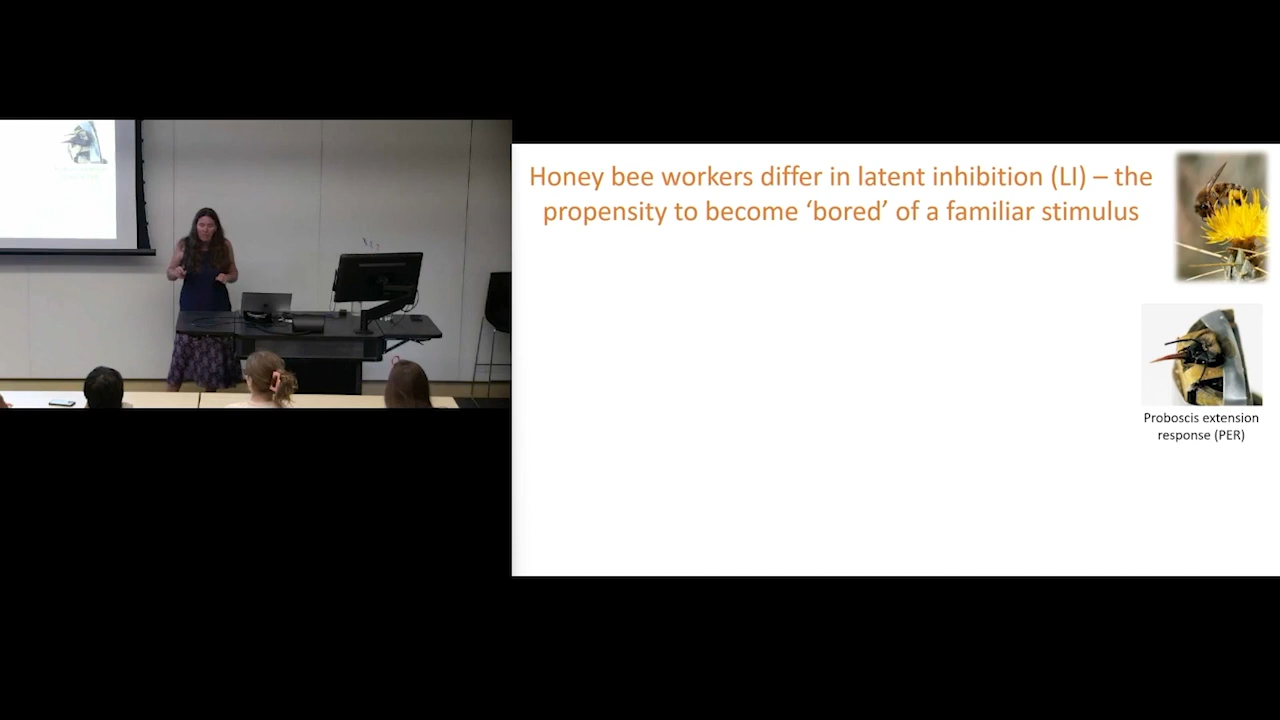 Honey bee workers differ in latent inhibition (LI) – the
propensity to become ‘bored’ of a familiar stimulus
Proboscis extension
response (PER)